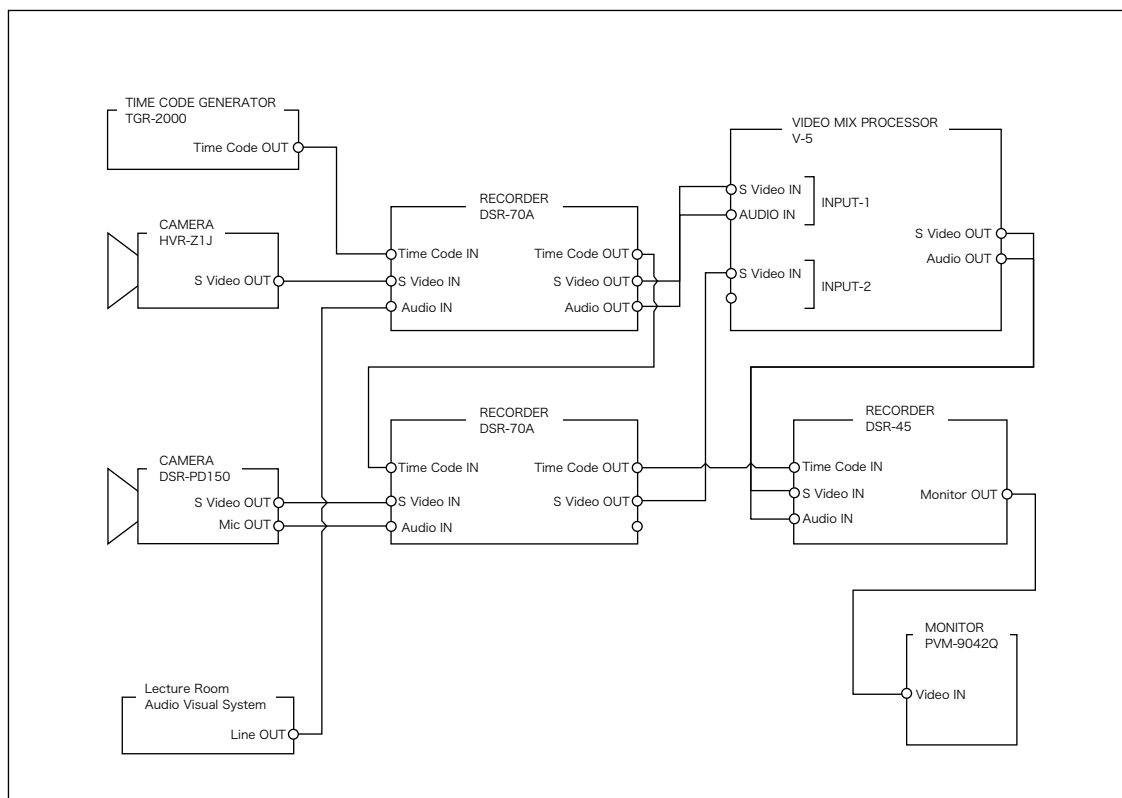 TIME CODE GENERATOR
TGR-2000
Time Code OUT
CAMERA
HVR-Z1J
S Video OUT
RECORDER
DSR-70A
Time Code IN
S Video IN
Audio IN
Time Code OUT
S Video OUT
Audio OUT
VIDEO MIX PROCESSOR
V-5
S Video IN
AUDIO IN
INPUT-1
S Video IN
INPUT-2
S Video OUT
Audio OUT
CAMERA
DSR-PD150
S Video OUT
Mic OUT
RECORDER
DSR-70A
Time Code IN
S Video IN
Audio IN
Time Code OUT
S Video OUT
RECORDER
DSR-45
Time Code IN
S Video IN
Audio IN
Monitor OUT
Lecture Room
Audio Visual System
Line OUT
MONITOR
PVM-9042Q
Video IN